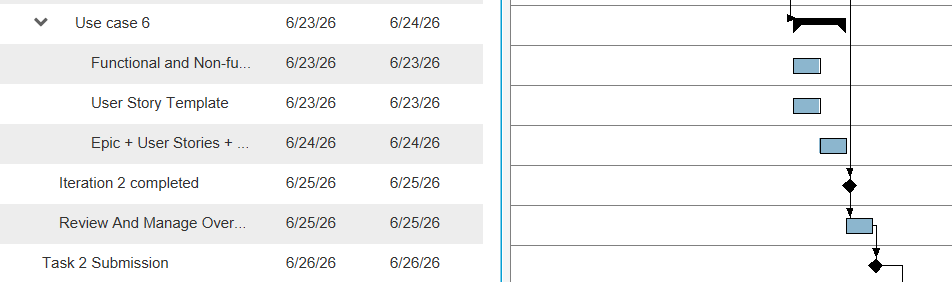 Use case 6 6/23/26 6/24/26
Functional and Non-fu... 6/23/26 6/23/26
User Story Template 6/23/26 6/23/26
Epic + User Stories + ... 6/24/26 6/24/26
Iteration 2 completed 6/25/26 6/25/26
Review And Manage Over... 6/25/26 6/25/26
Task 2 Submission 6/26/26 6/26/26